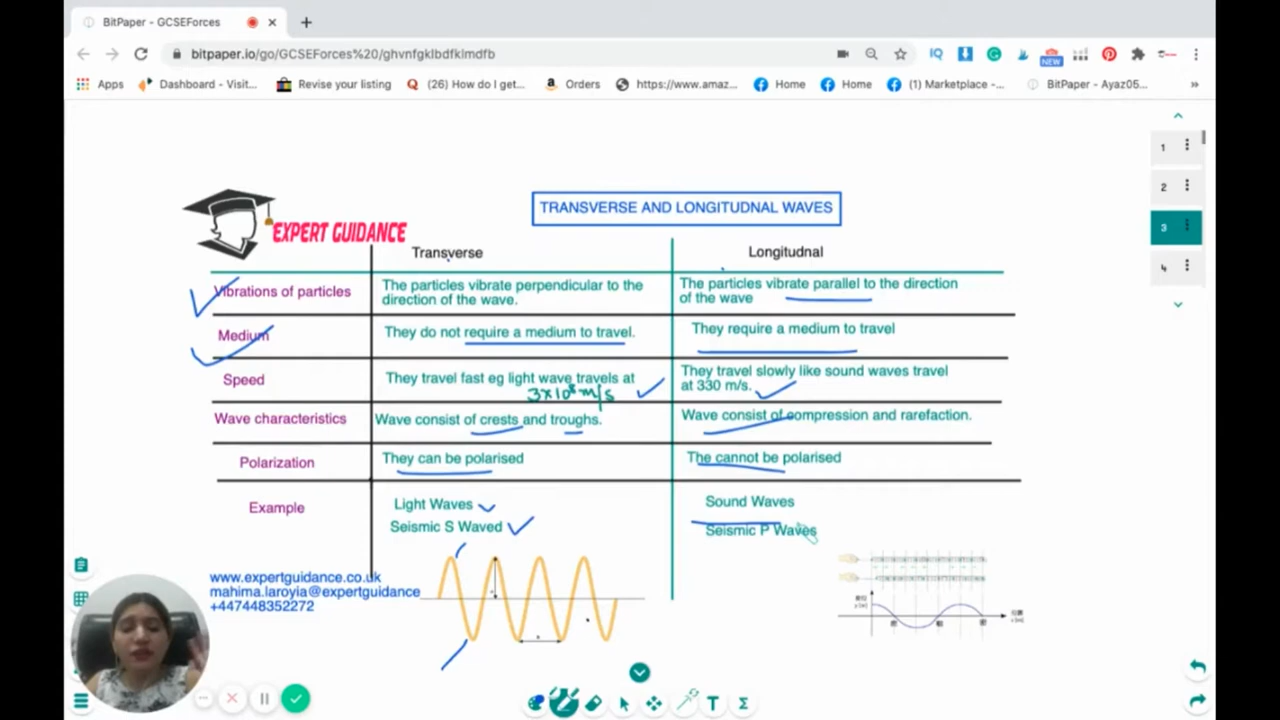 BitPaper - GCSEForces
bitpaper.io/go/GCSEForces%20/ghvnfgklbdfklmdfb
IQ
NEW
Apps
Dashboard - Visit...
Revise your listing
(26) How do I get...
Orders
https://www.amaz...
Home
Home
(1) Marketplace -...
BitPaper - Ayaz05...
1
2
3
4
EXPERT GUIDANCE
TRANSVERSE AND LONGITUDNAL WAVES
Transverse
Longitudnal
Vibrations of particles
The particles vibrate perpendicular to the
direction of the wave.
The particles vibrate parallel to the direction
of the wave
Medium
They do not require a medium to travel.
They require a medium to travel
Speed
They travel fast eg light wave travels at
3x10⁸m/s
They travel slowly like sound waves travel
at 330 m/s.
Wave characteristics
Wave consist of crests and troughs.
Wave consist of compression and rarefaction.
Polarization
They can be polarised
The cannot be polarised
Example
Light Waves
Seismic S Waved
Sound Waves
Seismic P Waves
www.expertguidance.co.uk
mahima.laroyia@expertguidance
+447448352272
T
Σ